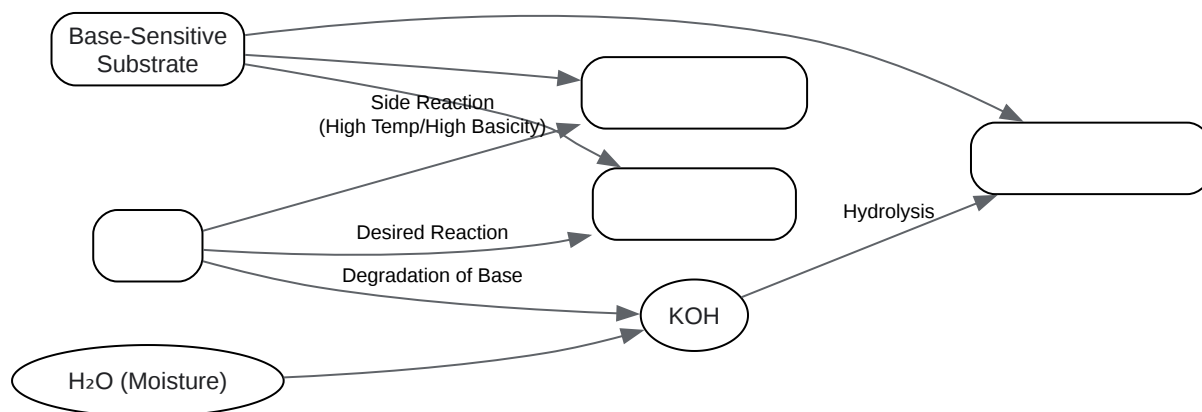 Base-Sensitive
Substrate
Side Reaction
(High Temp/High Basicity)
Hydrolysis
Desired Reaction
Degradation of Base
KOH
H₂O (Moisture)